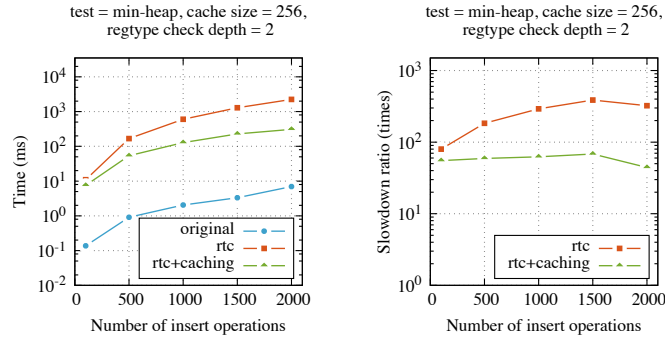 test = min-heap, cache size = 256,
regtype check depth = 2
10^4
10^3
10^2
10^1
10^0
10^-1
10^-2
Time (ms)
original
rtc
rtc+caching
0 500 1000 1500 2000
Number of insert operations
test = min-heap, cache size = 256,
regtype check depth = 2
10^3
10^2
10^1
10^0
Slowdown ratio (times)
rtc
rtc+caching
0 500 1000 1500 2000
Number of insert operations